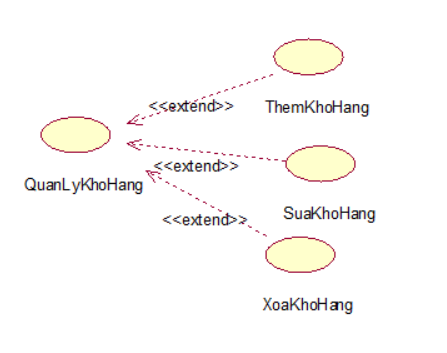 <<extend>>
ThemKhoHang
<<extend>>
QuanLyKhoHang
SuaKhoHang
<<extend>>
XoaKhoHang